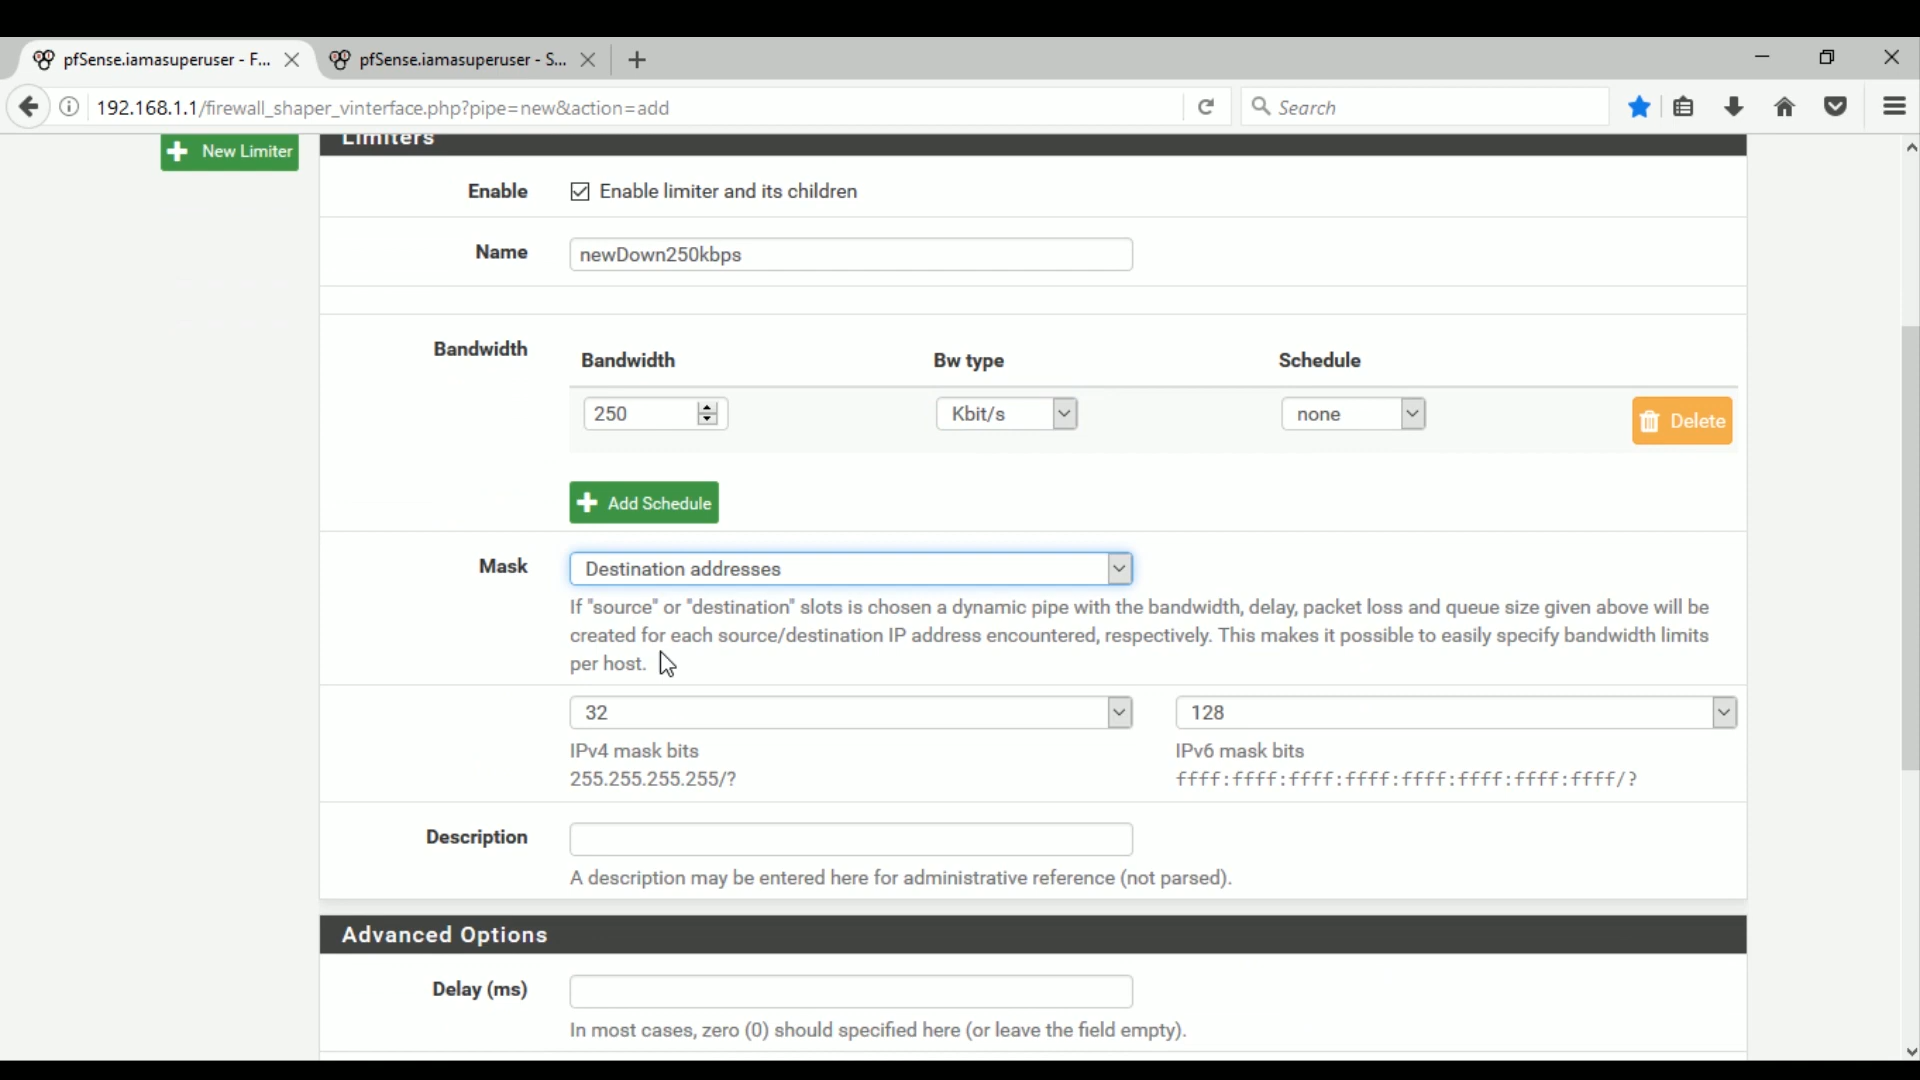 pfSense.iamasuperuser - F...
pfSense.iamasuperuser - S...
192.168.1.1/firewall_shaper_vinterface.php?pipe=new&action=add
Search
New Limiter
Limiters
Enable
Enable limiter and its children
Name
newDown250kbps
Bandwidth
Bandwidth
Bw type
Schedule
250
Kbit/s
none
Delete
Add Schedule
Mask
Destination addresses
If "source" or "destination" slots is chosen a dynamic pipe with the bandwidth, delay, packet loss and queue size given above will be
created for each source/destination IP address encountered, respectively. This makes it possible to easily specify bandwidth limits
per host.
32
128
IPv4 mask bits
IPv6 mask bits
255.255.255.255/?
ffff:ffff:ffff:ffff:ffff:ffff:ffff:ffff/?
Description
A description may be entered here for administrative reference (not parsed).
Advanced Options
Delay (ms)
In most cases, zero (0) should specified here (or leave the field empty).